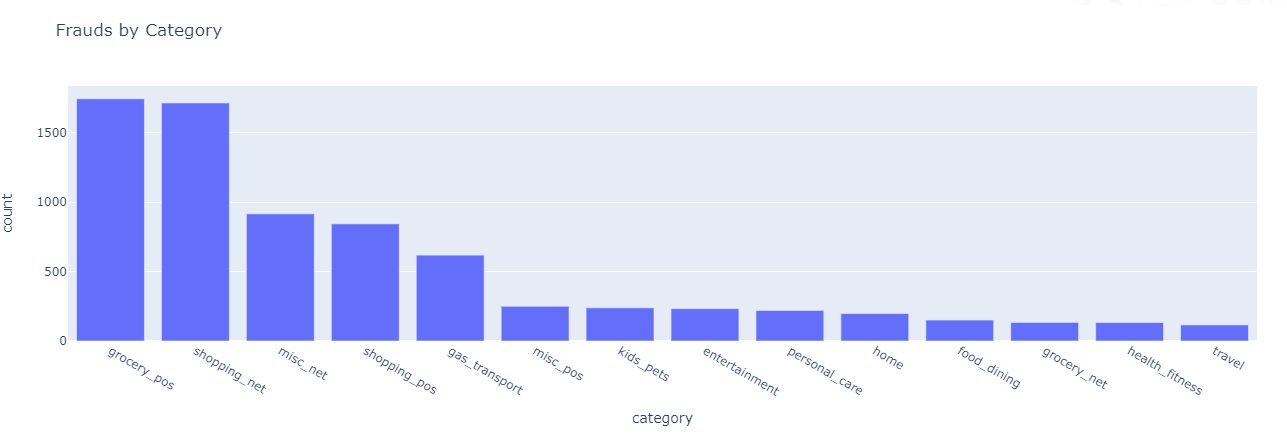 Frauds by Category
count
1500
1000
500
0
grocery_pos
shopping_net
misc_net
shopping_pos
gas_transport
misc_pos
kids_pets
entertainment
personal_care
home
food_dining
grocery_net
health_fitness
travel
category